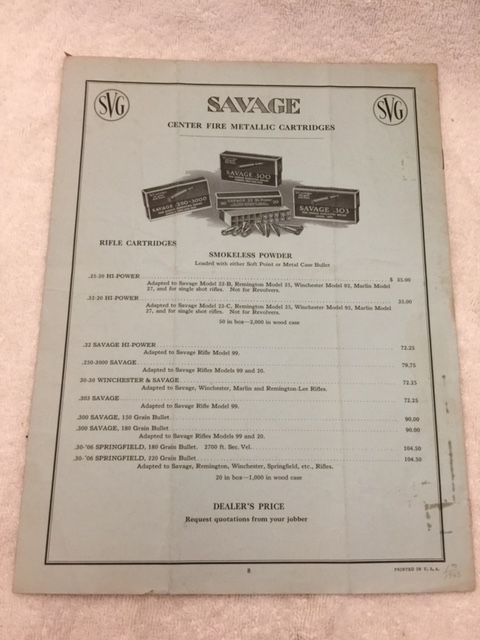 SVG
SAVAGE
SVG
CENTER FIRE METALLIC CARTRIDGES
SAVAGE 300
SAVAGE 250-3000
SAVAGE 22 Hi-Power
SAVAGE .303
RIFLE CARTRIDGES
SMOKELESS POWDER
Loaded with either Soft Point or Metal Case Bullet
.25-20 HI-POWER $ 35.00
Adapted to Savage Model 23-B, Remington Model 25, Winchester Model 92, Marlin Model
27, and for single shot rifles. Not for Revolvers.
.32-20 HI-POWER 35.00
Adapted to Savage Model 23-C, Remington Model 25, Winchester Model 92, Marlin Model
27, and for single shot rifles. Not for Revolvers.
50 in box—2,000 in wood case
.22 SAVAGE HI-POWER 72.25
Adapted to Savage Rifle Model 99.
.250-3000 SAVAGE 79.75
Adapted to Savage Rifles Models 99 and 20.
.30-30 WINCHESTER & SAVAGE 72.25
Adapted to Savage, Winchester, Marlin and Remington-Lee Rifles.
.303 SAVAGE 72.25
Adapted to Savage Rifle Model 99.
.300 SAVAGE, 150 Grain Bullet 90.00
.300 SAVAGE, 180 Grain Bullet 90.00
Adapted to Savage Rifles Models 99 and 20.
.30-'06 SPRINGFIELD, 180 Grain Bullet. 2700 ft. Sec. Vel. 104.50
.30-'06 SPRINGFIELD, 220 Grain Bullet 104.50
Adapted to Savage, Remington, Winchester, Springfield, etc., Rifles.
20 in box—1,000 in wood case
DEALER'S PRICE
Request quotations from your jobber
8
PRINTED IN U. S. A.